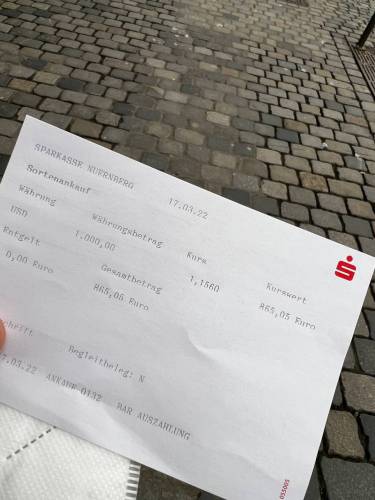 SPARKASSE NUERNBERG
Sortenankauf 17.03.22
Währung Währungsbetrag Kurs Kurswert
USD 1.000,00 1,1560 865,05 Euro
Entgelt Gesamtbetrag
0,00 Euro 865,05 Euro
Begleitbeleg: N
17.03.22 ANKAUF 0132 BAR AUSZAHLUNG